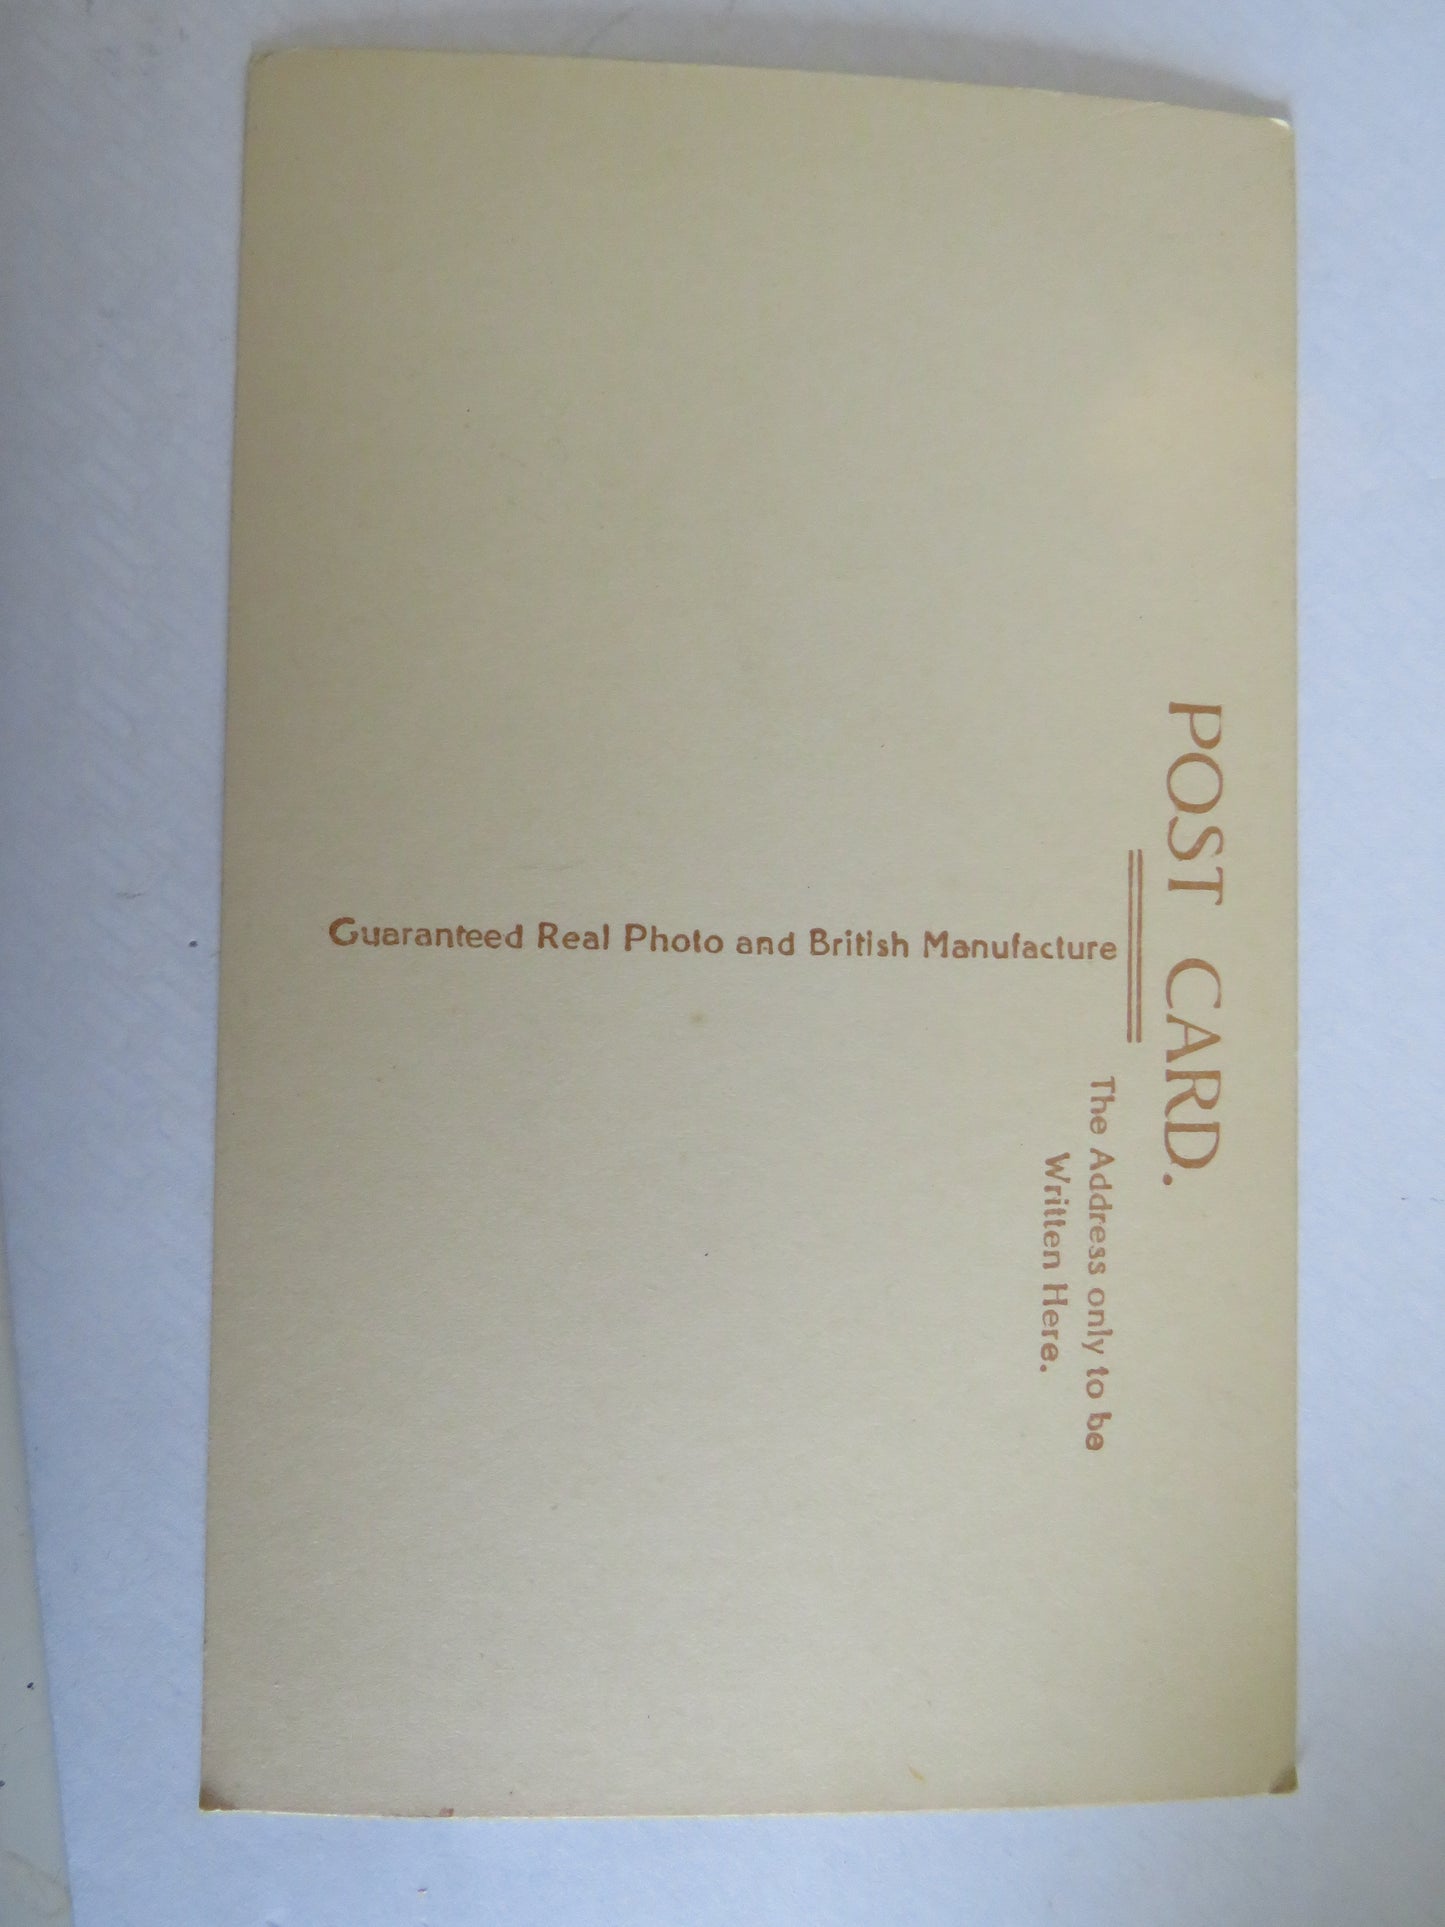 POST CARD.
The Address only to be
Written Here.
Guaranteed Real Photo and British Manufacture